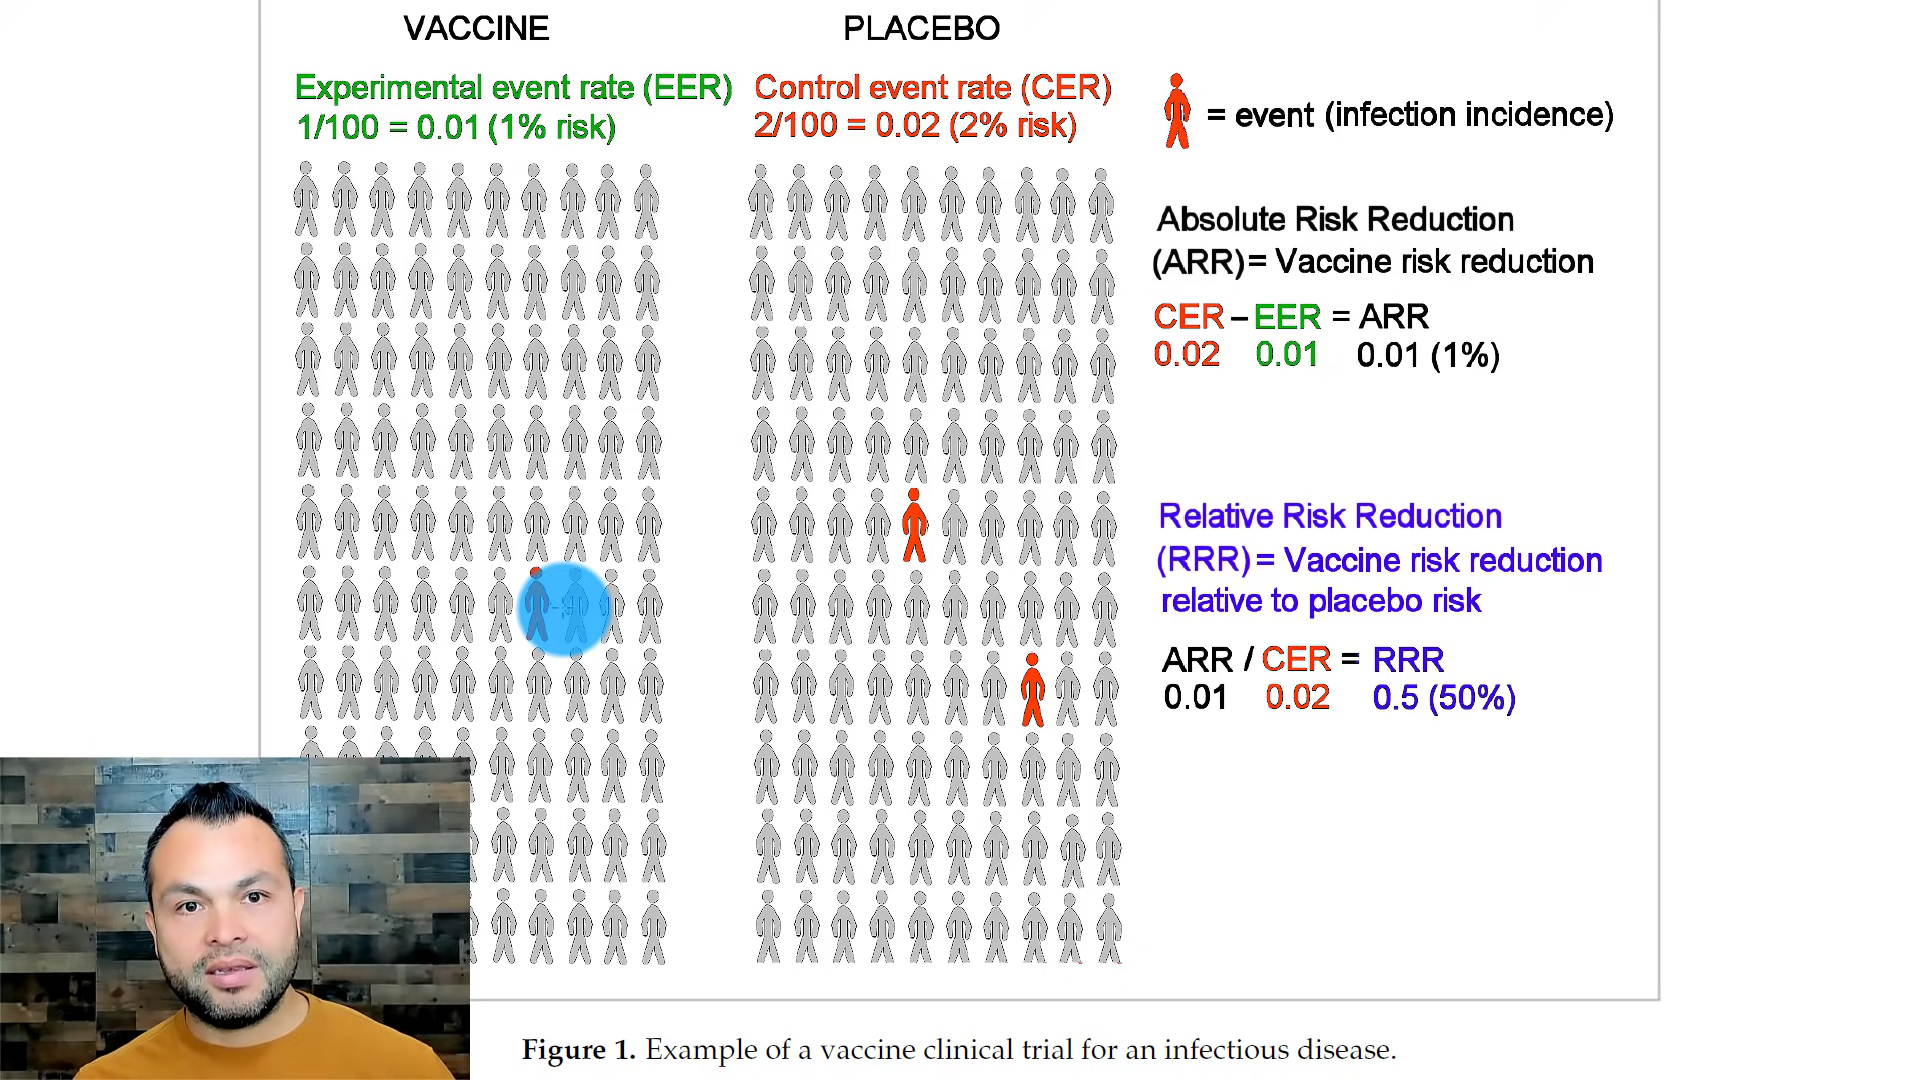 VACCINE
Experimental event rate (EER)
1/100 = 0.01 (1% risk)
PLACEBO
Control event rate (CER)
2/100 = 0.02 (2% risk)
= event (infection incidence)
Absolute Risk Reduction
(ARR)= Vaccine risk reduction
CER – EER = ARR
0.02 0.01 0.01 (1%)
Relative Risk Reduction
(RRR)= Vaccine risk reduction
relative to placebo risk
ARR / CER = RRR
0.01 0.02 0.5 (50%)
Figure 1. Example of a vaccine clinical trial for an infectious disease.